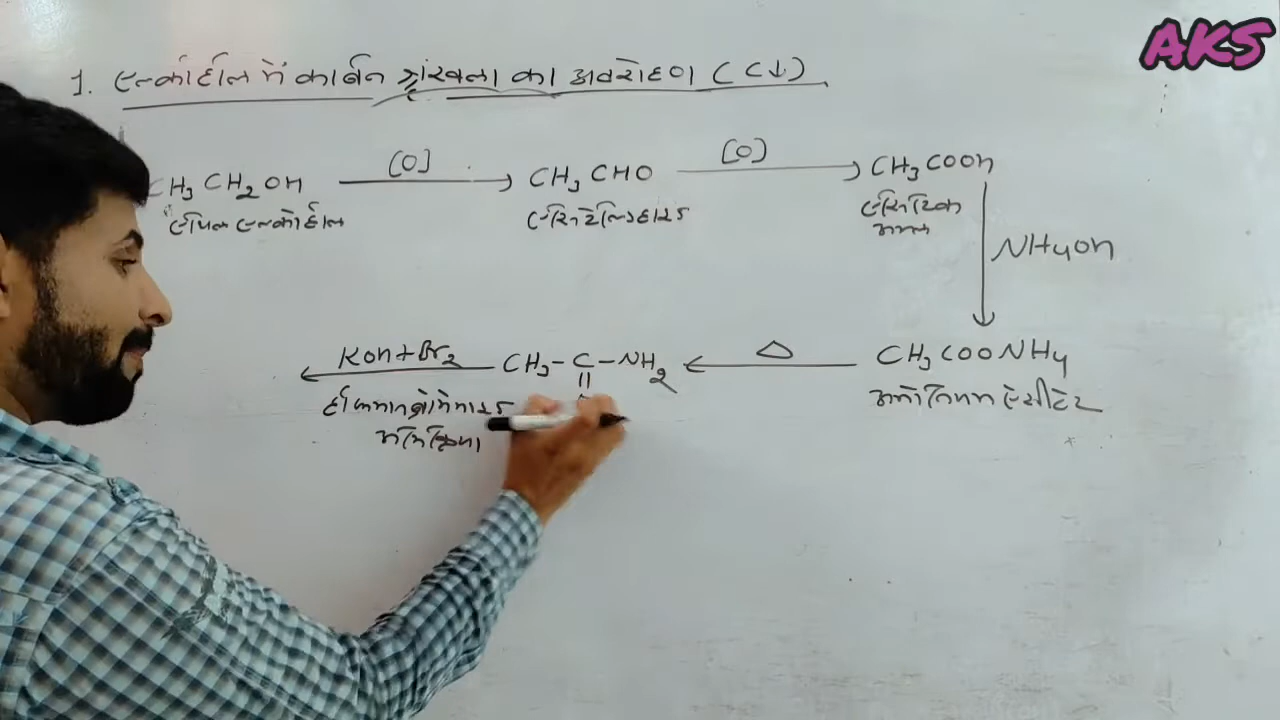 AKS
1. एल्कोहॉल में कार्बन श्रृंखला का अवरोहण (C↓)
CH₃CH₂OH [O] CH₃CHO [O] CH₃COOH
एथिल एल्कोहॉल एसिटेल्डिहाइड एसिटिक
अम्ल
NH₄OH
KOH+Br₂ CH₃-C-NH₂ △ CH₃COONH₄
हॉफमान ब्रोमेमाइड अमोनियम ऐसीटेट
अभिक्रिया